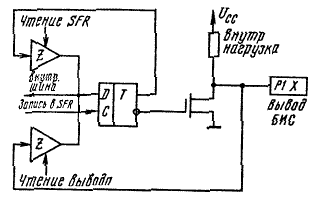 Чтение SFR
Ucc
Внутр.
нагрузка
Z
Внутр.
шина
D T
C
Запись в SFR
P1 X
Вывод
БИС
Z
Чтение вывода